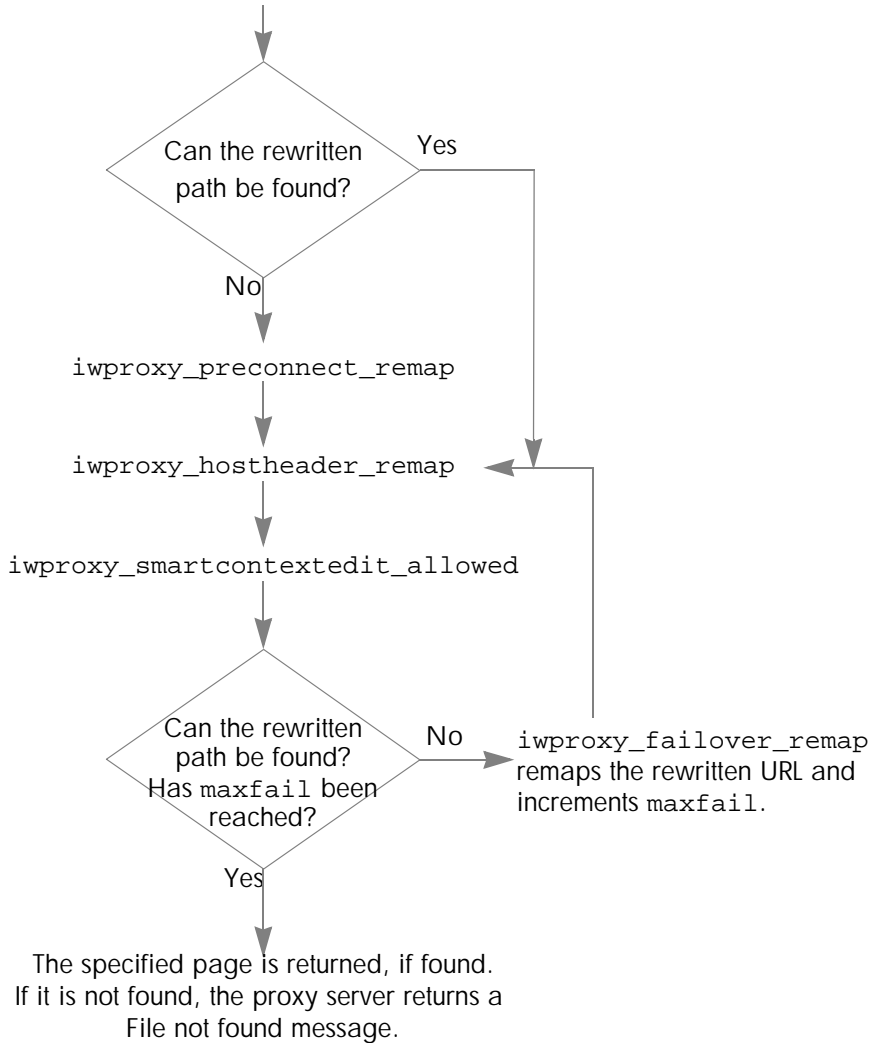 Can the rewritten
path be found?
Yes
No
iwproxy_preconnect_remap
iwproxy_hostheader_remap
iwproxy_smartcontextedit_allowed
Can the rewritten
path be found?
Has maxfail been
reached?
No
iwproxy_failover_remap
remaps the rewritten URL and
increments maxfail.
Yes
The specified page is returned, if found.
If it is not found, the proxy server returns a
File not found message.